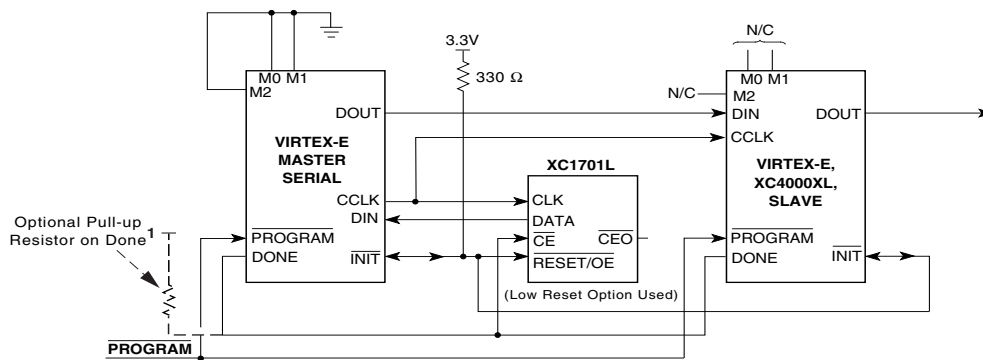 N/C
3.3V
M0 M1
M2
330 Ω
M0 M1
N/C
M2
DOUT
DIN
DOUT
CCLK
VIRTEX-E
MASTER
SERIAL
XC1701L
VIRTEX-E,
XC4000XL,
SLAVE
CCLK
CLK
DIN
DATA
Optional Pull-up
Resistor on Done1
PROGRAM
CE
CEO
PROGRAM
DONE
INIT
RESET/OE
DONE
INIT
(Low Reset Option Used)
PROGRAM